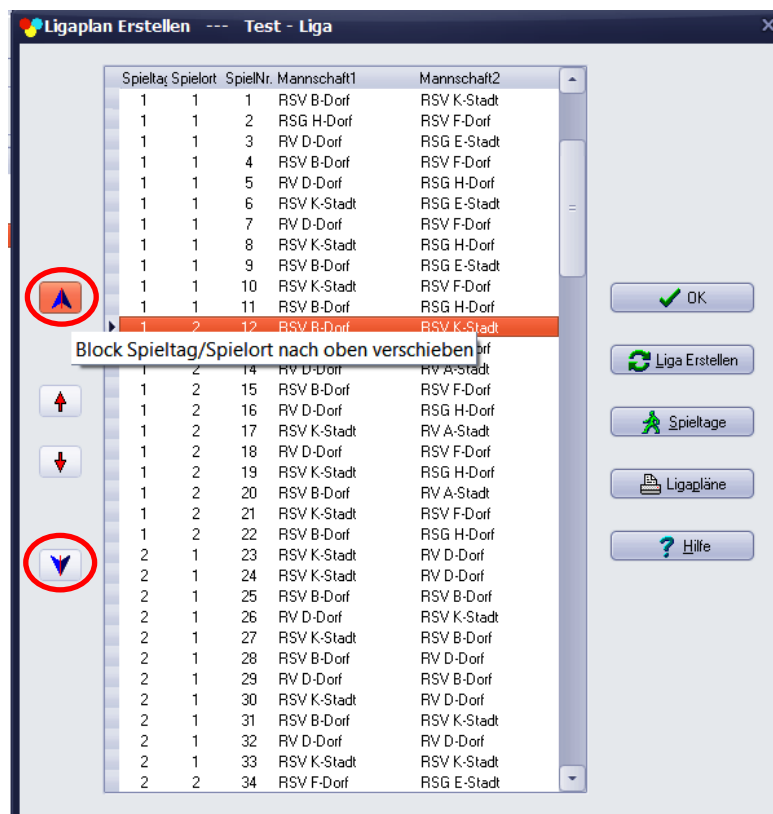 Ligaplan Erstellen --- Test - Liga
Spieltag Spielort SpielNr. Mannschaft1 Mannschaft2
1 1 1 RSV B-Dorf RSV K-Stadt
1 1 2 RSG H-Dorf RSV F-Dorf
1 1 3 RV D-Dorf RSG E-Stadt
1 1 4 RSV B-Dorf RSV F-Dorf
1 1 5 RV D-Dorf RSG H-Dorf
1 1 6 RSV K-Stadt RSG E-Stadt
1 1 7 RV D-Dorf RSV F-Dorf
1 1 8 RSV K-Stadt RSG H-Dorf
1 1 9 RSV B-Dorf RSG E-Stadt
1 1 10 RSV K-Stadt RSV F-Dorf
1 1 11 RSV B-Dorf RSG H-Dorf
1 2 12 RSV B-Dorf RSV K-Stadt
Block Spieltag/Spielort nach oben verschieben
1 2 14 RV D-Dorf RV A-Stadt
1 2 15 RSV B-Dorf RSV F-Dorf
1 2 16 RV D-Dorf RSG H-Dorf
1 2 17 RSV K-Stadt RV A-Stadt
1 2 18 RV D-Dorf RSV F-Dorf
1 2 19 RSV K-Stadt RSG H-Dorf
1 2 20 RSV B-Dorf RV A-Stadt
1 2 21 RSV K-Stadt RSV F-Dorf
1 2 22 RSV B-Dorf RSG H-Dorf
2 1 23 RSV K-Stadt RV D-Dorf
2 1 24 RSV K-Stadt RV D-Dorf
2 1 25 RSV B-Dorf RSV B-Dorf
2 1 26 RV D-Dorf RV D-Dorf
2 1 27 RSV K-Stadt RSV B-Dorf
2 1 28 RSV B-Dorf RV D-Dorf
2 1 29 RV D-Dorf RSV B-Dorf
2 1 30 RSV K-Stadt RV D-Dorf
2 1 31 RSV B-Dorf RSV K-Stadt
2 1 32 RV D-Dorf RV D-Dorf
2 1 33 RSV K-Stadt RSV K-Stadt
2 2 34 RSV F-Dorf RSG E-Stadt
OK
Liga Erstellen
Spieltage
Ligapläne
Hilfe